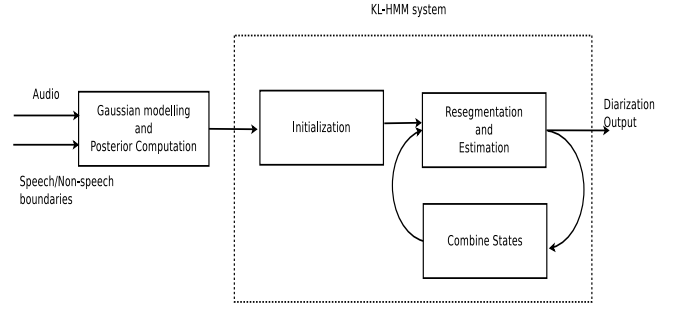 KL-HMM system
Audio
Gaussian modelling
and
Posterior Computation
Speech/Non-speech
boundaries
Initialization
Resegmentation
and
Estimation
Diarization
Output
Combine States